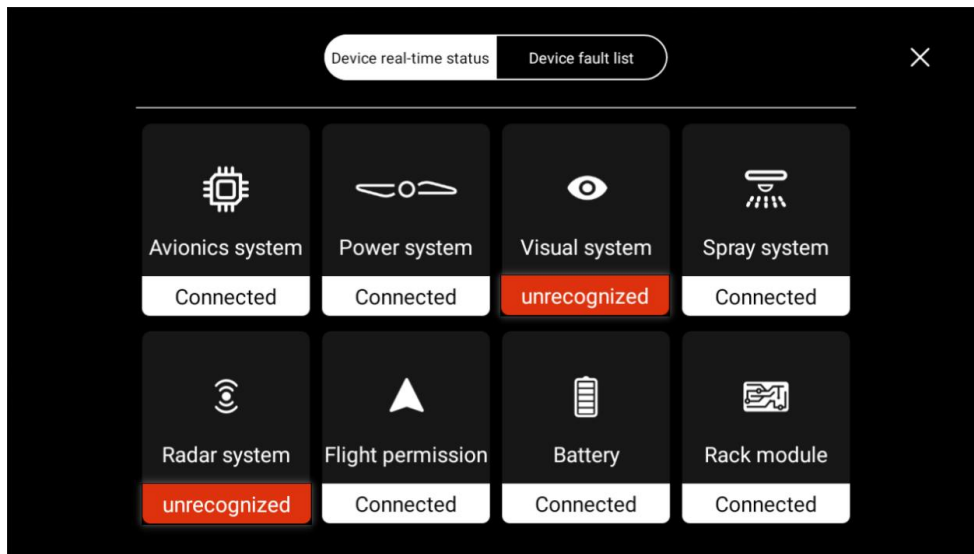 Device real-time status
Device fault list
Avionics system
Power system
Visual system
Spray system
Connected
Connected
unrecognized
Connected
Radar system
Flight permission
Battery
Rack module
unrecognized
Connected
Connected
Connected